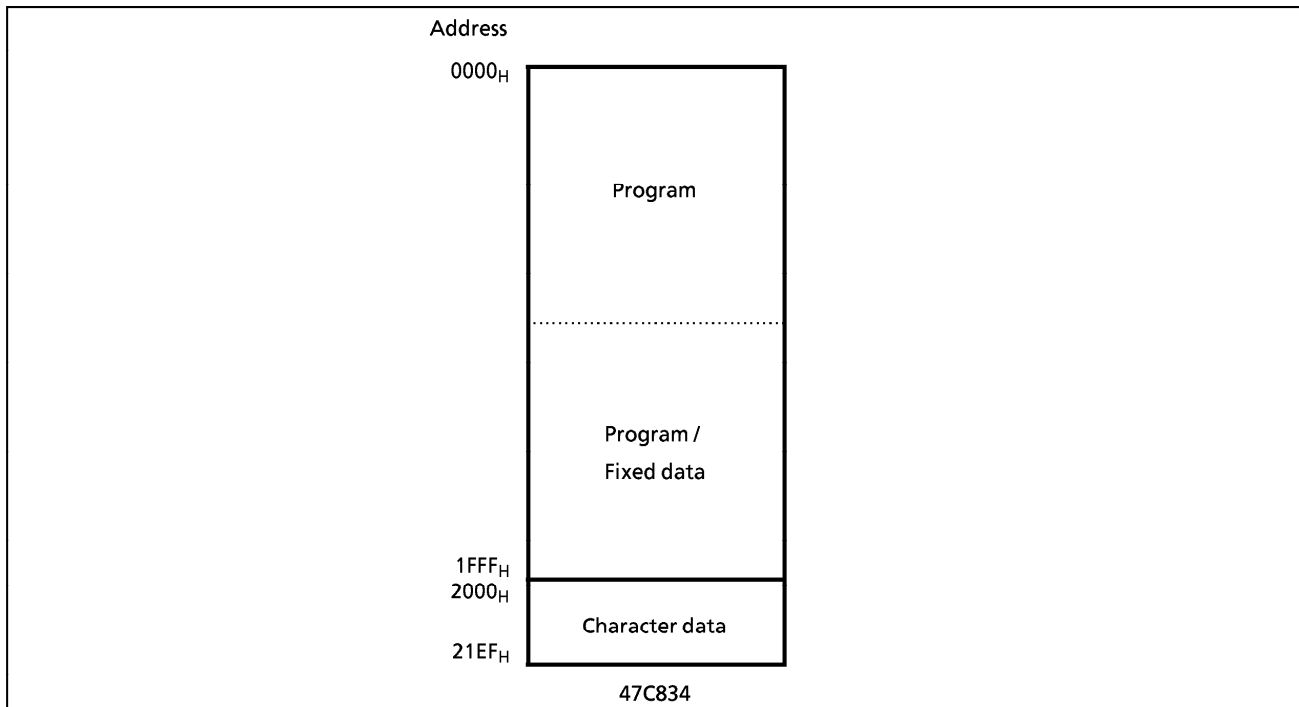 Address
0000H
Program
Program /
Fixed data
1FFFH
2000H
Character data
21EFH
47C834